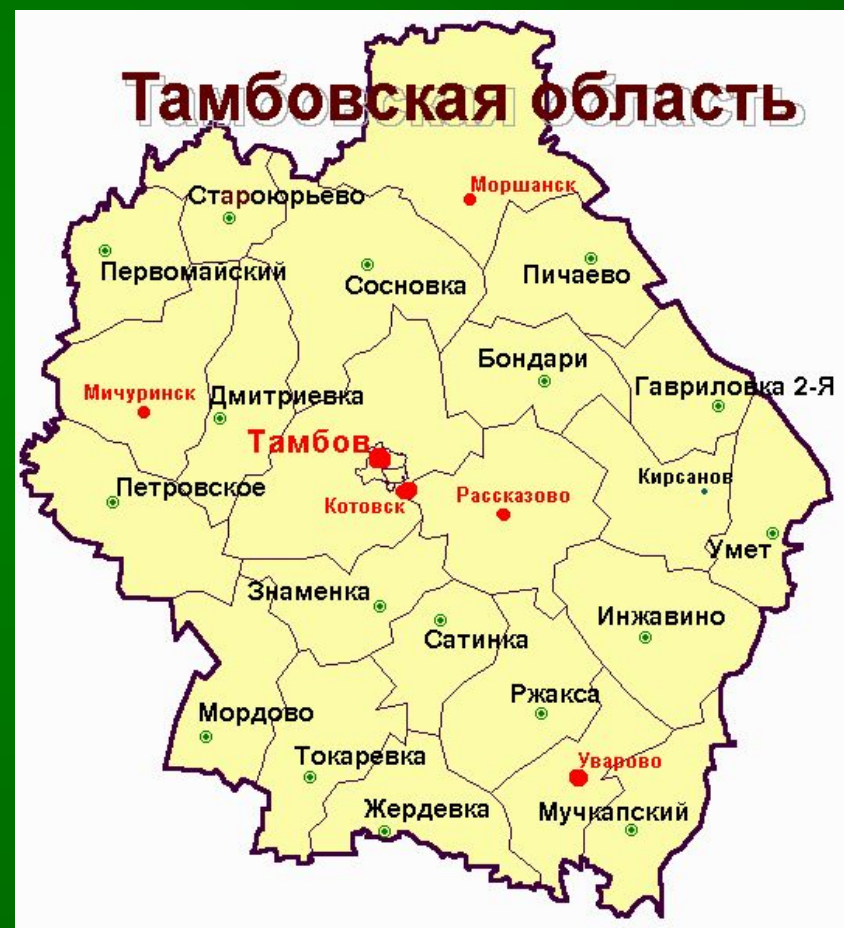 Тамбовская область
Моршанск
Староюрьево
Первомайский
Сосновка
Пичаево
Бондари
Гавриловка 2-Я
Мичуринск
Дмитриевка
Тамбов
Петровское
Котовск
Рассказово
Кирсанов
Умет
Знаменка
Сатинка
Инжавино
Ржакса
Мордово
Токаревка
Уварово
Жердевка
Мучкапский